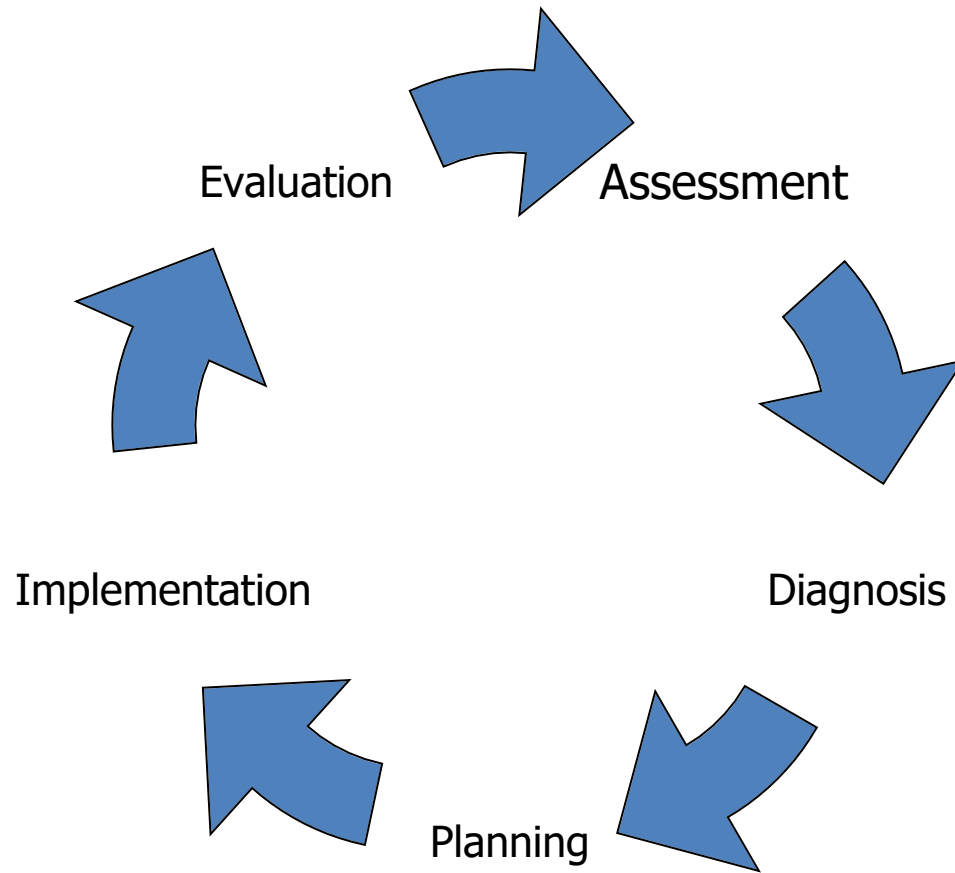 Evaluation
Assessment
Implementation
Diagnosis
Planning